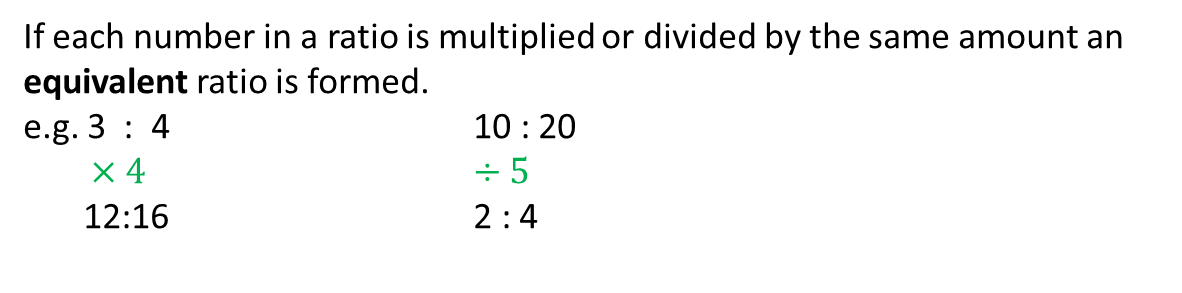 If each number in a ratio is multiplied or divided by the same amount an
equivalent ratio is formed.
e.g. 3 : 4 10 : 20
× 4 ÷ 5
12:16 2 : 4